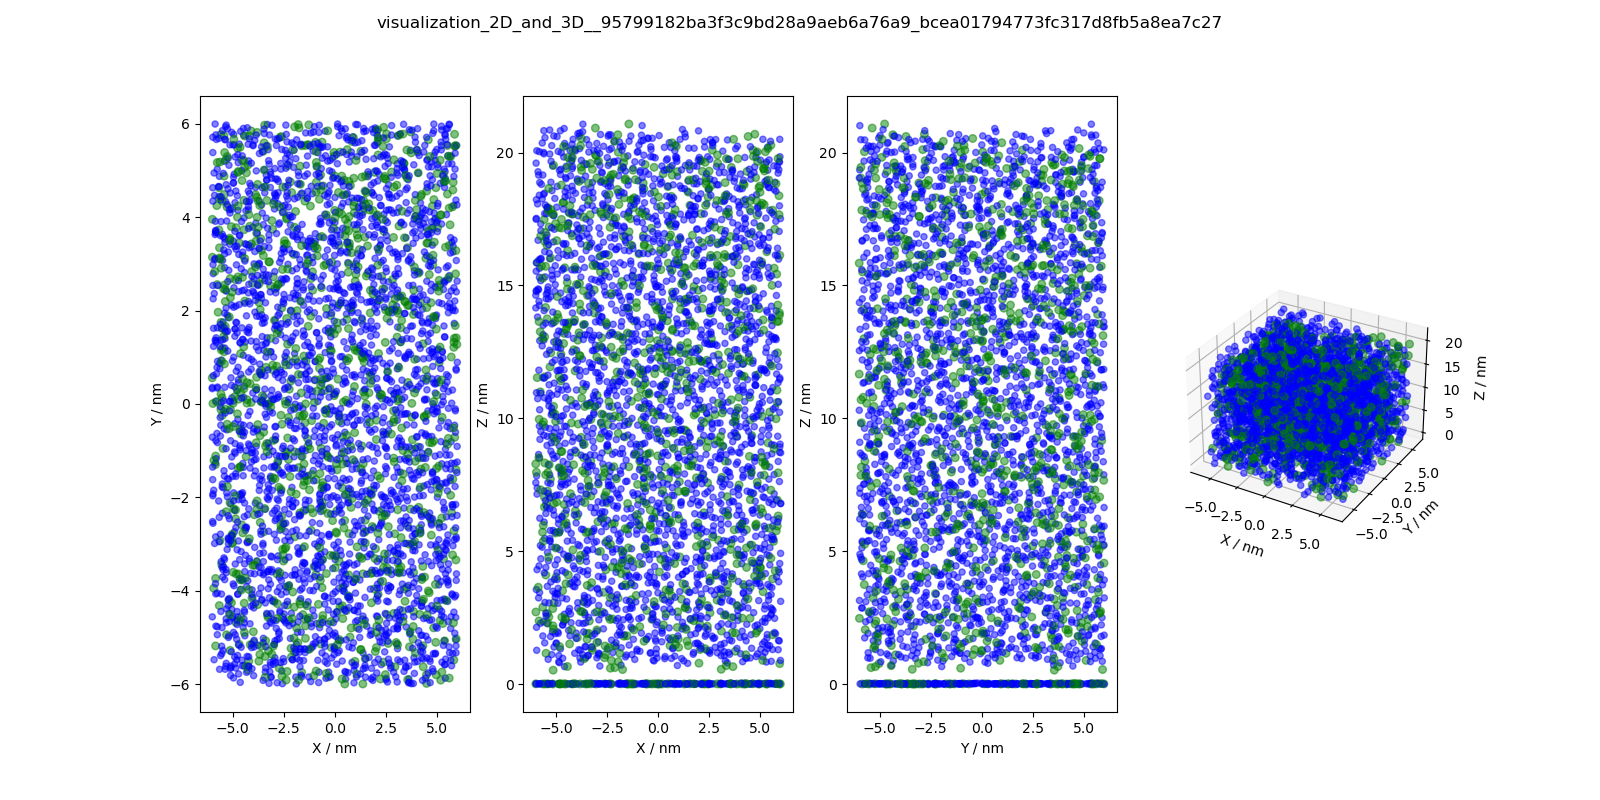 visualization_2D_and_3D__95799182ba3f3c9bd28a9aeb6a76a9_bcea01794773fc317d8fb5a8ea7c27
6
4
2
0
−2
−4
−6
Y / nm
−5.0 −2.5 0.0 2.5 5.0
X / nm
20
15
10
5
0
Z / nm
−5.0 −2.5 0.0 2.5 5.0
X / nm
20
15
10
5
0
Z / nm
−5.0 −2.5 0.0 2.5 5.0
Y / nm
20
15
10
5
0
Z / nm
5.0
2.5
0.0
−2.5
−5.0
Y / nm
−5.0
−2.5
0.0
2.5
5.0
X / nm